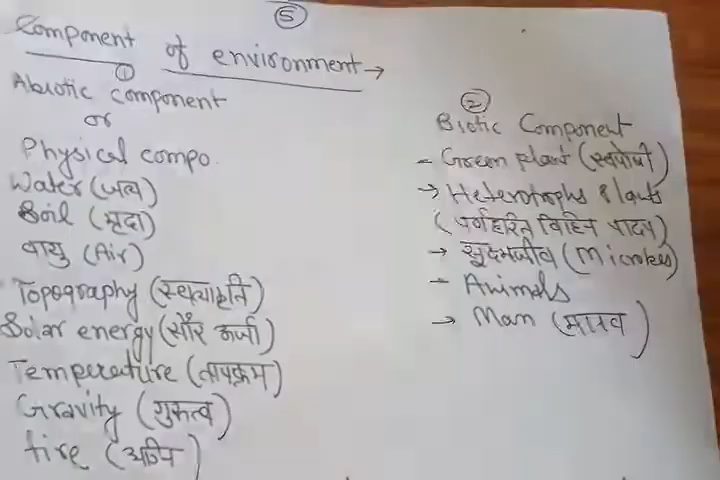 5
Component of environment →
1
Abiotic component
or
Physical compo.
Water (जल)
Soil (मृदा)
वायु (Air)
Topography (स्थलाकृति)
Solar energy (सौर ऊर्जा)
Temperature (तापक्रम)
Gravity (गुरुत्व)
fire (अग्नि)
2
Biotic Component
- Green plant (स्वपोषी)
→ Heterotrophs Plants
(पर्णहरित विहिन पादप)
→ सूक्ष्मजीव (Microbes)
- Animals
→ Man (मानव)